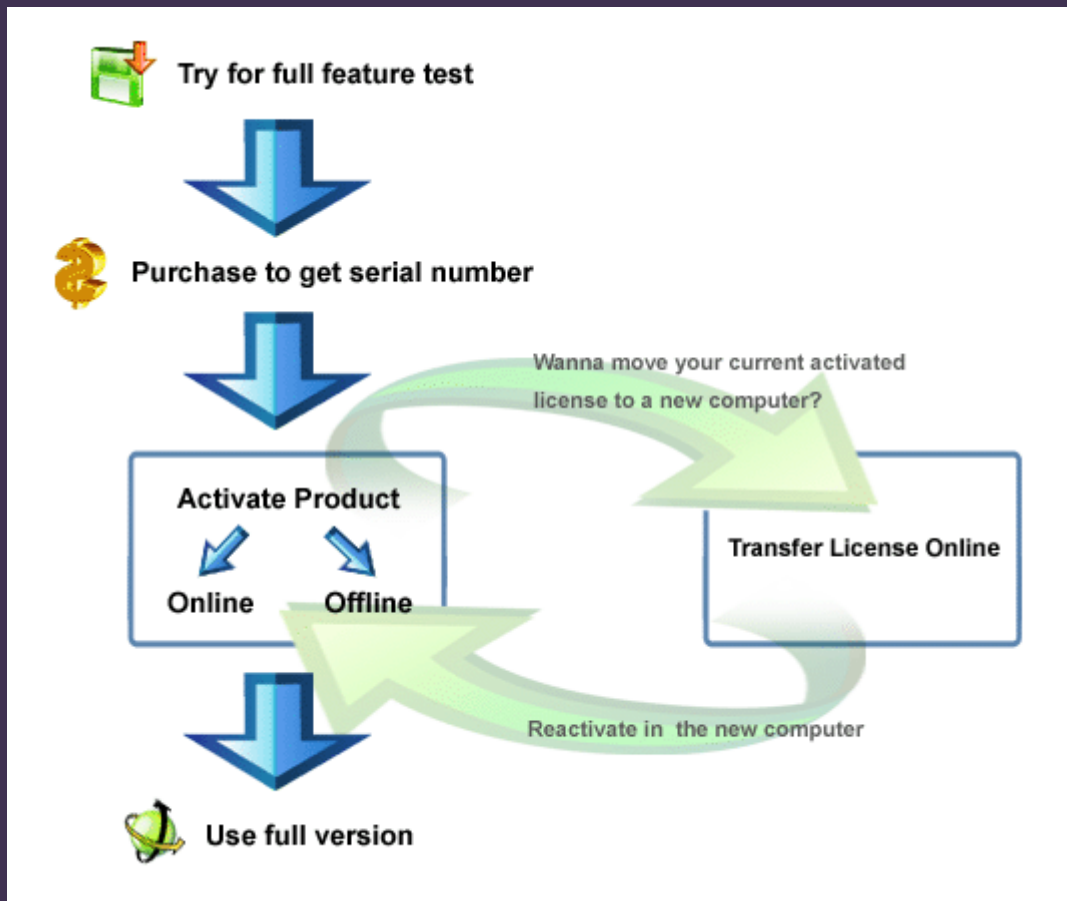 Try for full feature test
Purchase to get serial number
Wanna move your current activated
license to a new computer?
Activate Product
Online
Offline
Transfer License Online
Reactivate in  the new computer
Use full version